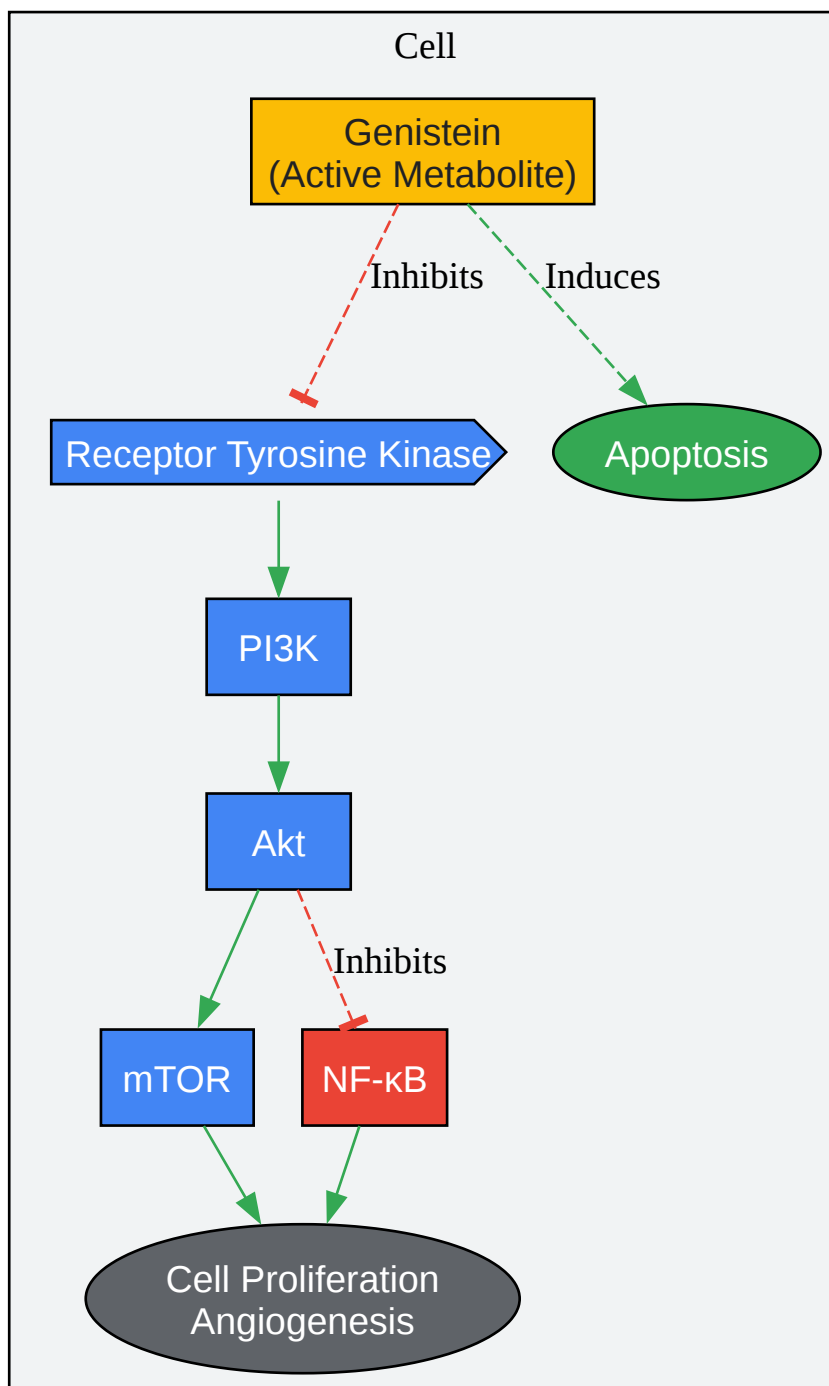 Cell
Genistein
(Active Metabolite)
Inhibits
Induces
Receptor Tyrosine Kinase
Apoptosis
PI3K
Akt
Inhibits
mTOR
NF-κB
Cell Proliferation
Angiogenesis